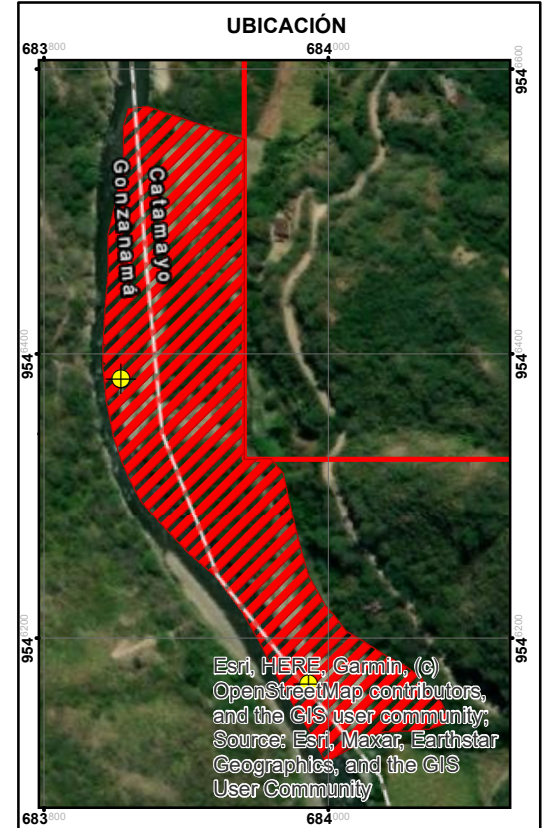 UBICACIÓN
683800
684000
9546600
Catamayo
Gonzanamá
9546400
9546400
9546200
9546200
Esri, HERE, Garmin, (c)
OpenStreetMap contributors,
and the GIS user community;
Source: Esri, Maxar, Earthstar
Geographics, and the GIS
User Community
683800
684000